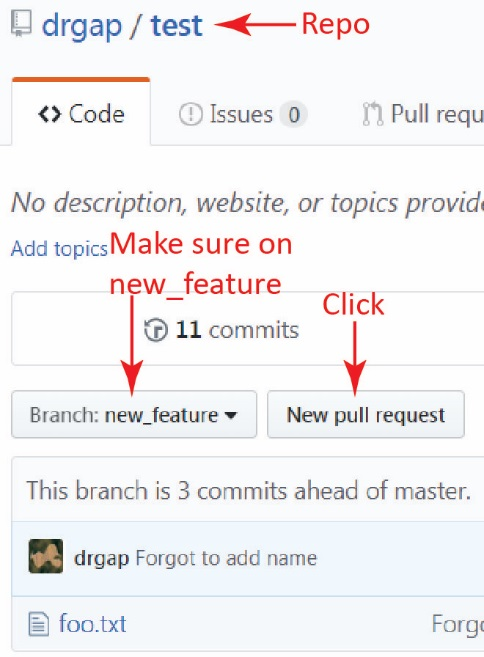 drgap / test Repo
Code Issues 0 Pull requ
No description, website, or topics provide
Add topics Make sure on
new_feature
Click
11 commits
Branch: new_feature New pull request
This branch is 3 commits ahead of master.
drgap Forgot to add name
foo.txt Forgo